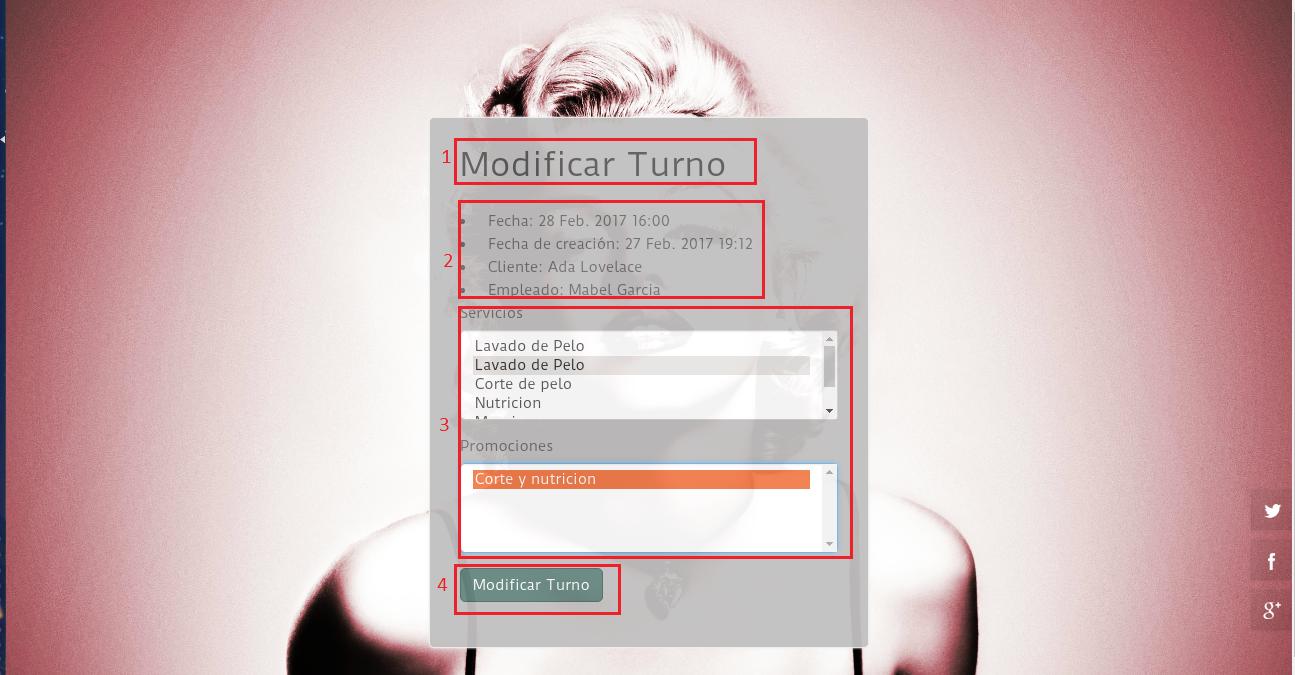 1
Modificar Turno
2
• Fecha: 28 Feb. 2017 16:00
• Fecha de creación: 27 Feb. 2017 19:12
• Cliente: Ada Lovelace
• Empleado: Mabel Garcia
3
Servicios
Lavado de Pelo
Lavado de Pelo
Corte de pelo
Nutricion
Promociones
Corte y nutricion
4
Modificar Turno
g+